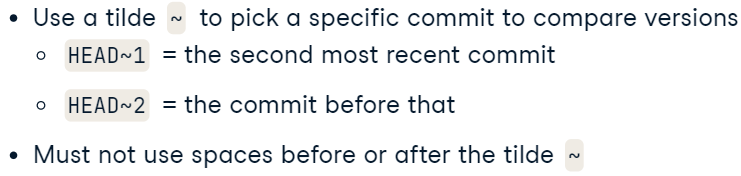 • Use a tilde ~ to pick a specific commit to compare versions
◦ HEAD~1 = the second most recent commit
◦ HEAD~2 = the commit before that
• Must not use spaces before or after the tilde ~